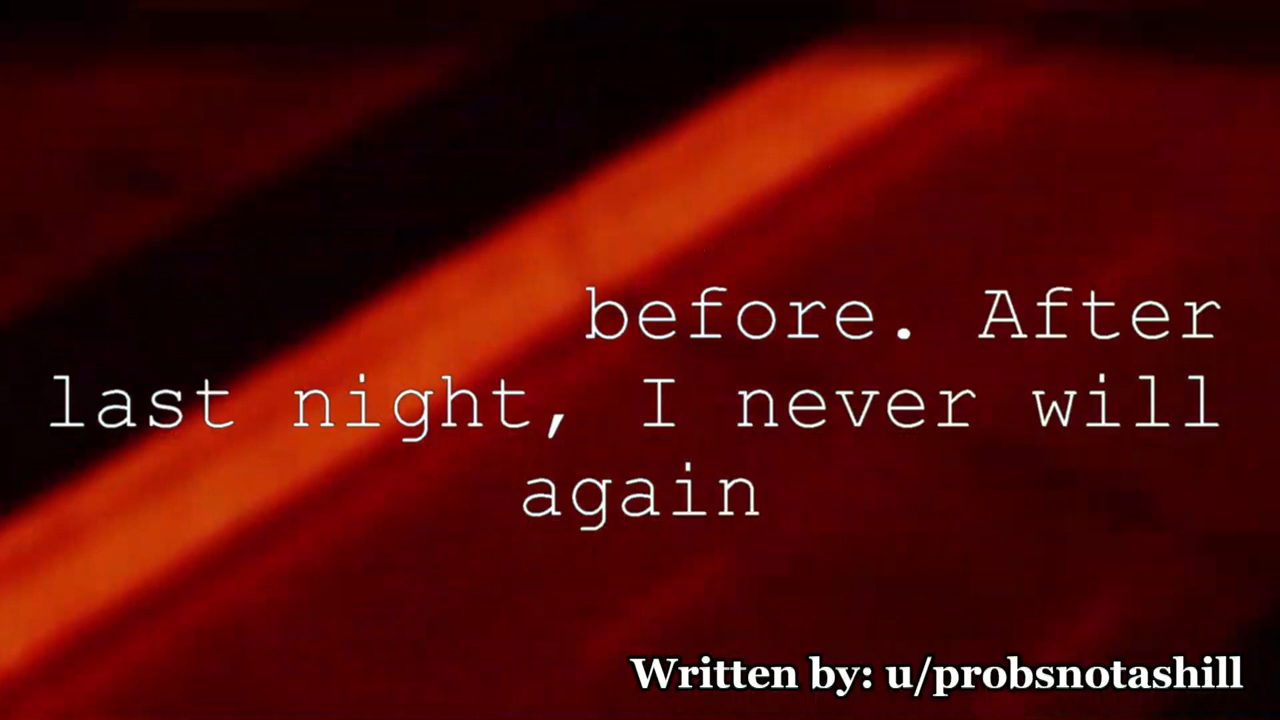 before. After
last night, I never will
again
Written by: u/probsnotashill